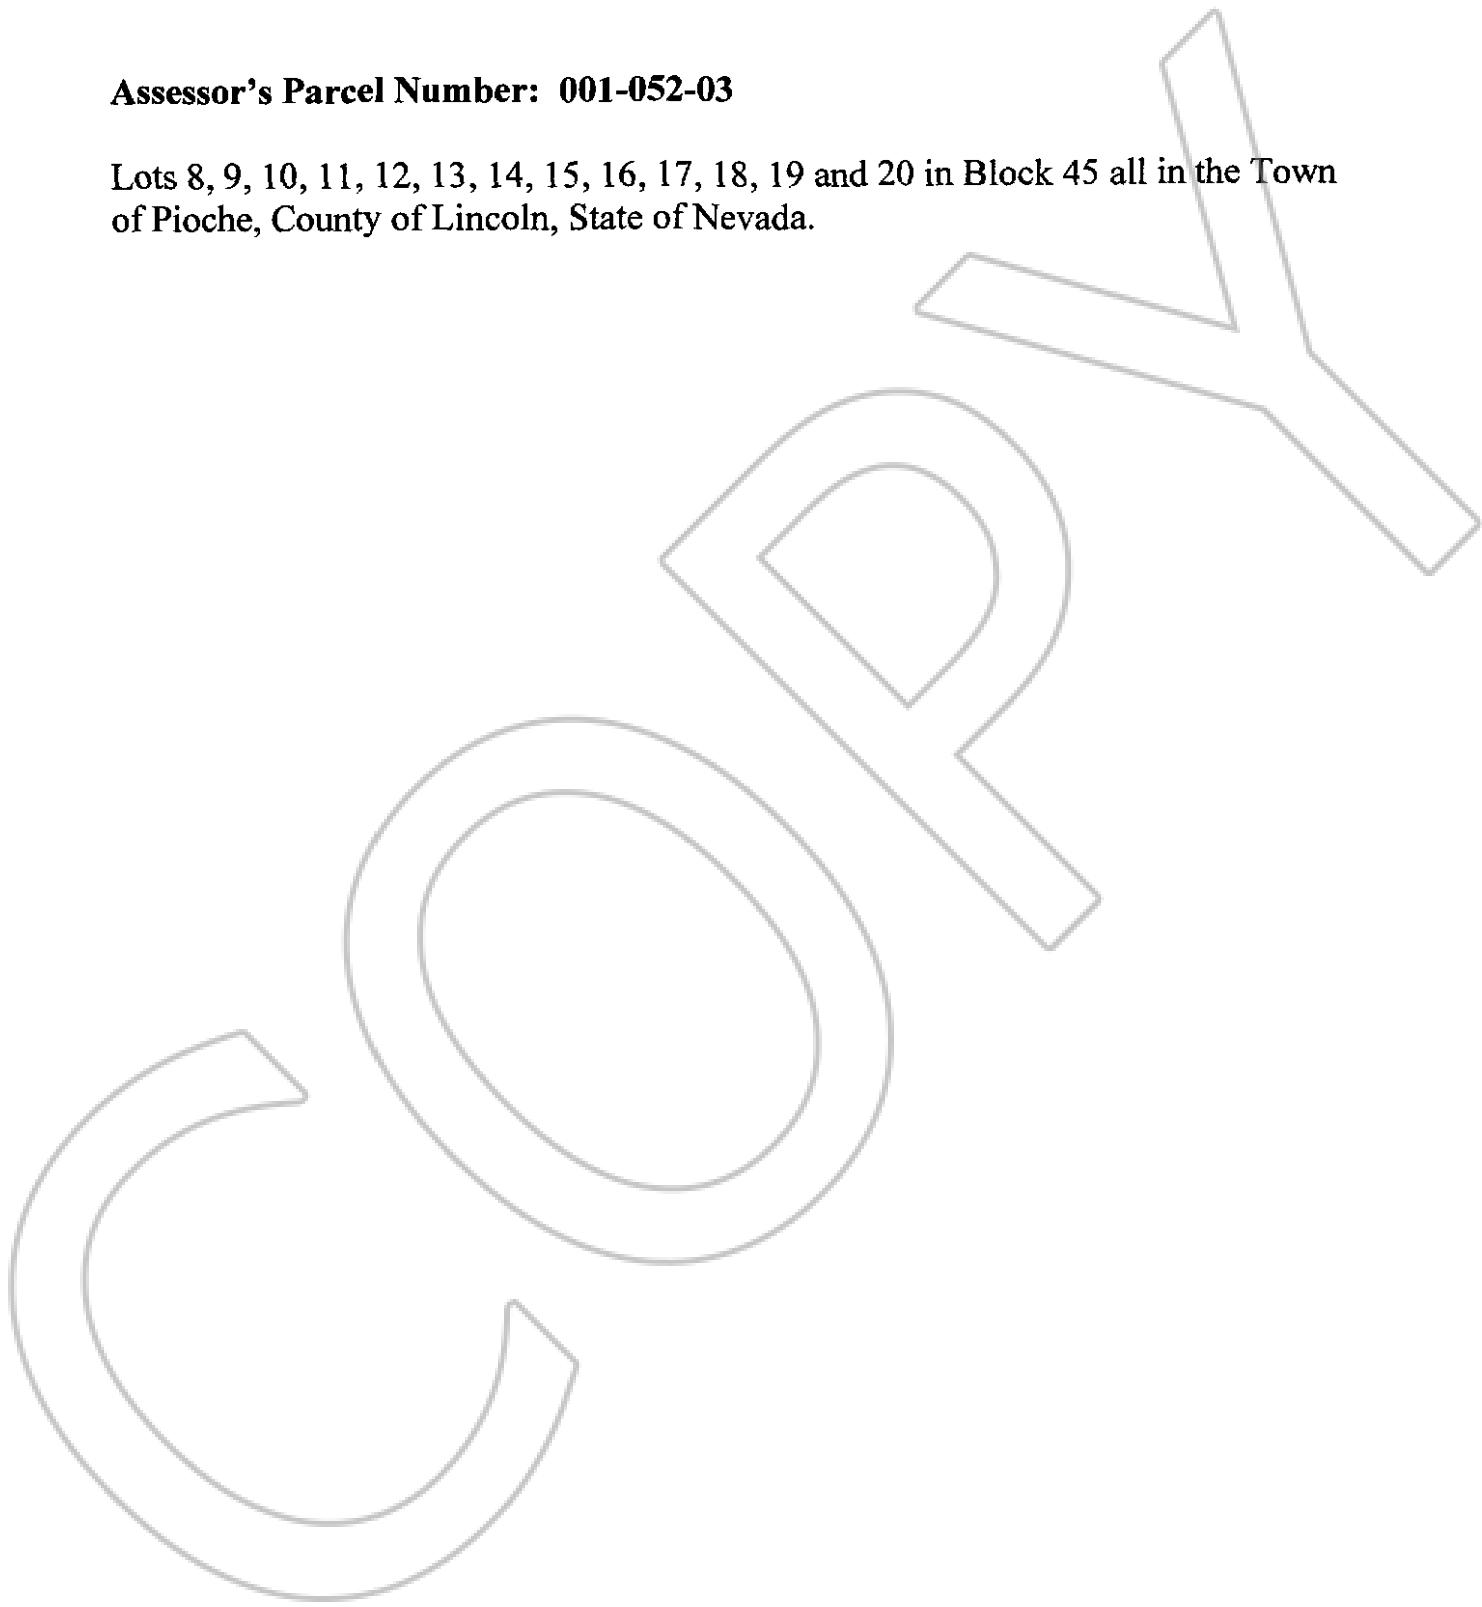 Assessor's Parcel Number: 001-052-03
Lots 8, 9, 10, 11, 12, 13, 14, 15, 16, 17, 18, 19 and 20 in Block 45 all in the Town
of Pioche, County of Lincoln, State of Nevada.
COPY